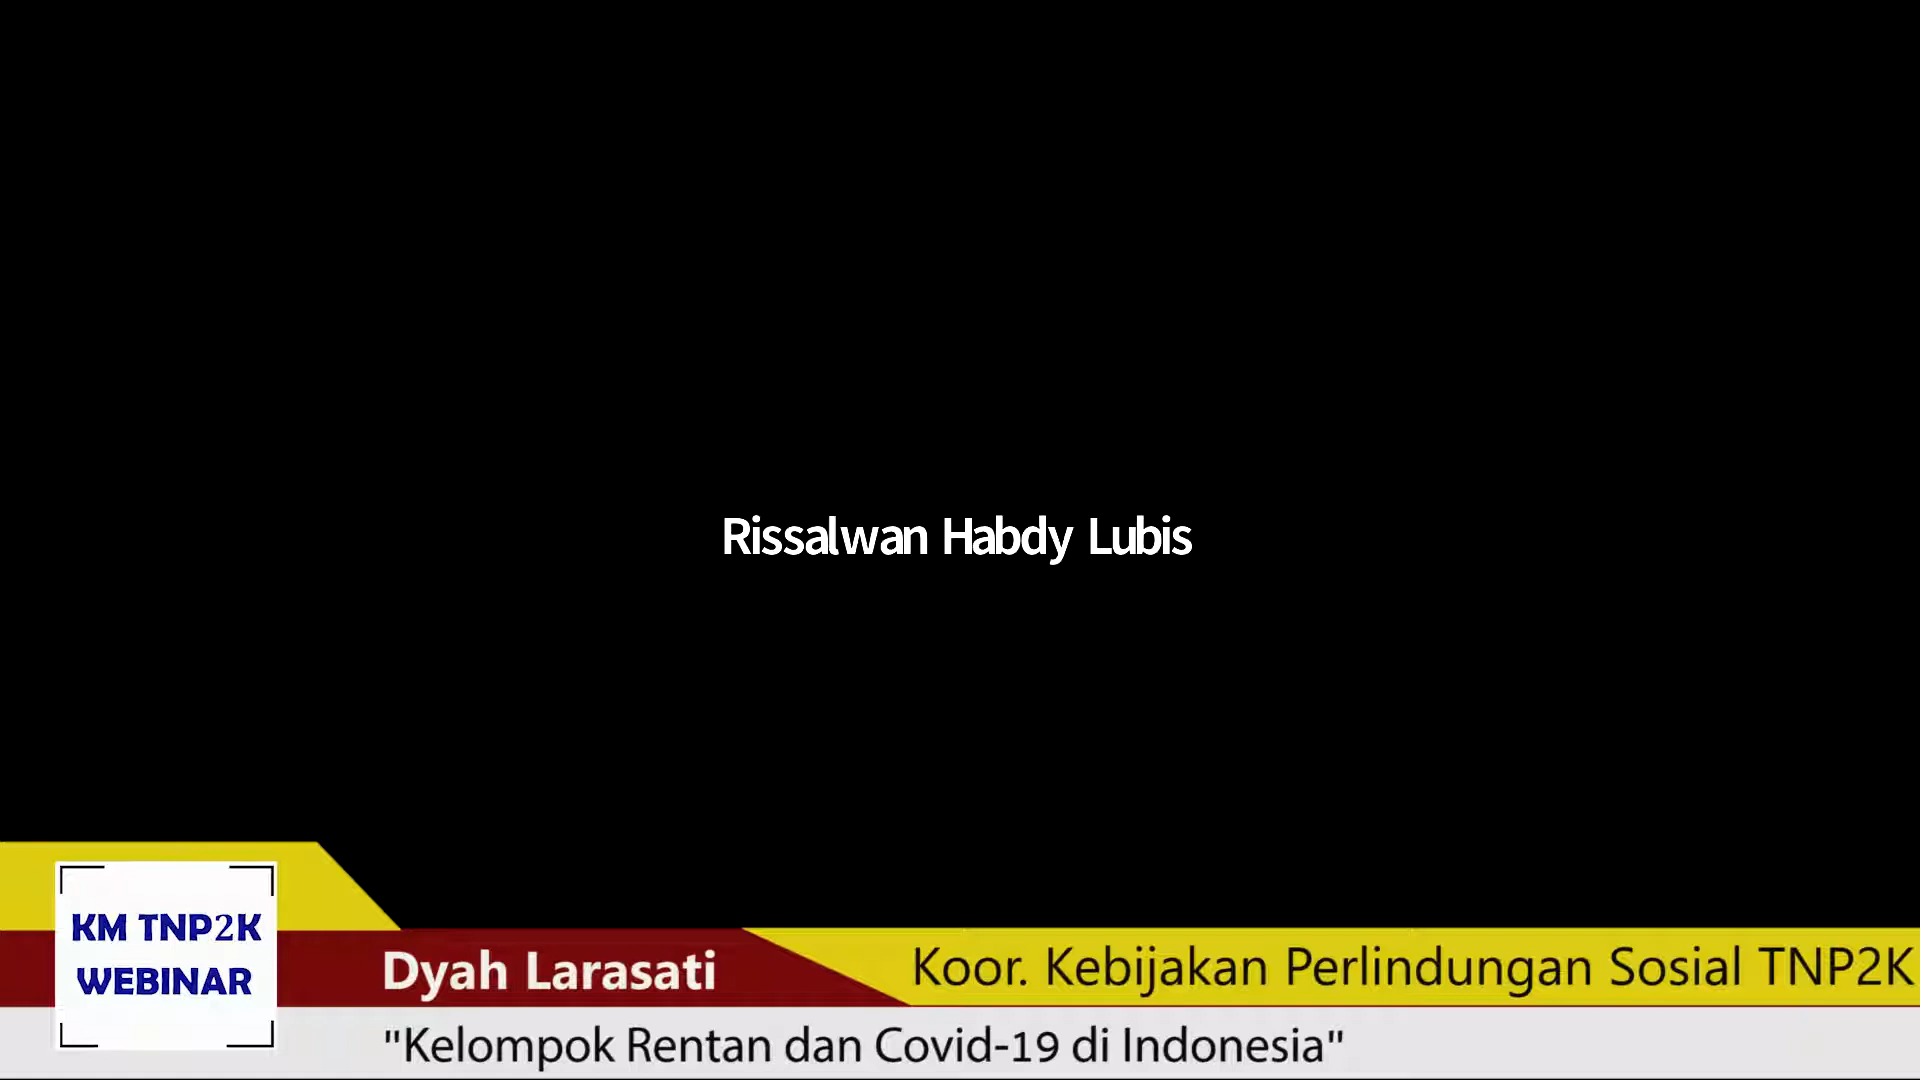 Rissalwan Habdy Lubis
KM TNP2K
WEBINAR
Dyah Larasati
Koor. Kebijakan Perlindungan Sosial TNP2K
"Kelompok Rentan dan Covid-19 di Indonesia"